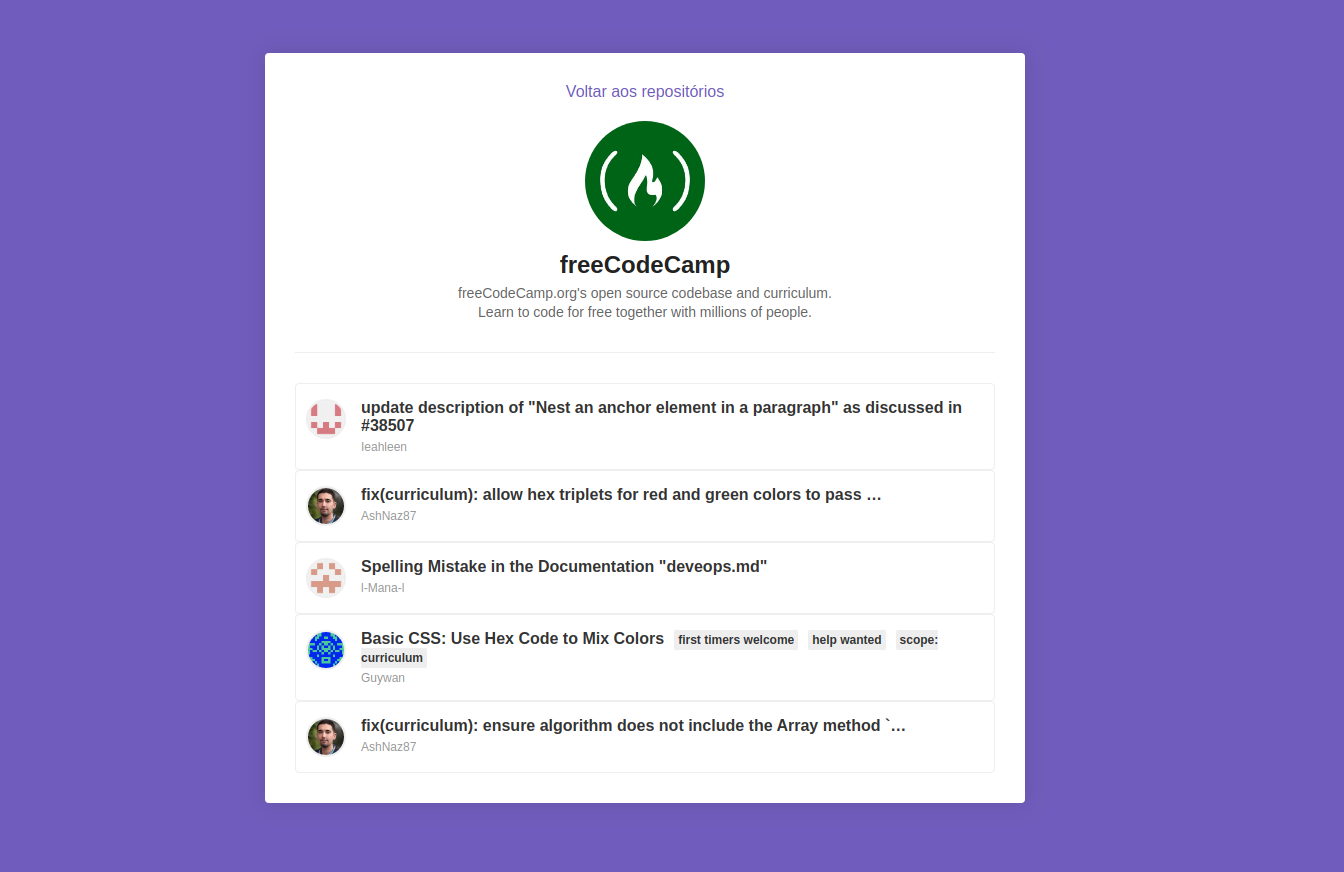 Voltar aos repositórios
freeCodeCamp
freeCodeCamp.org's open source codebase and curriculum.
Learn to code for free together with millions of people.
update description of "Nest an anchor element in a paragraph" as discussed in
#38507
leahleen
fix(curriculum): allow hex triplets for red and green colors to pass …
AshNaz87
Spelling Mistake in the Documentation "deveops.md"
l-Mana-l
Basic CSS: Use Hex Code to Mix Colors first timers welcome help wanted scope:
curriculum
Guywan
fix(curriculum): ensure algorithm does not include the Array method `…
AshNaz87